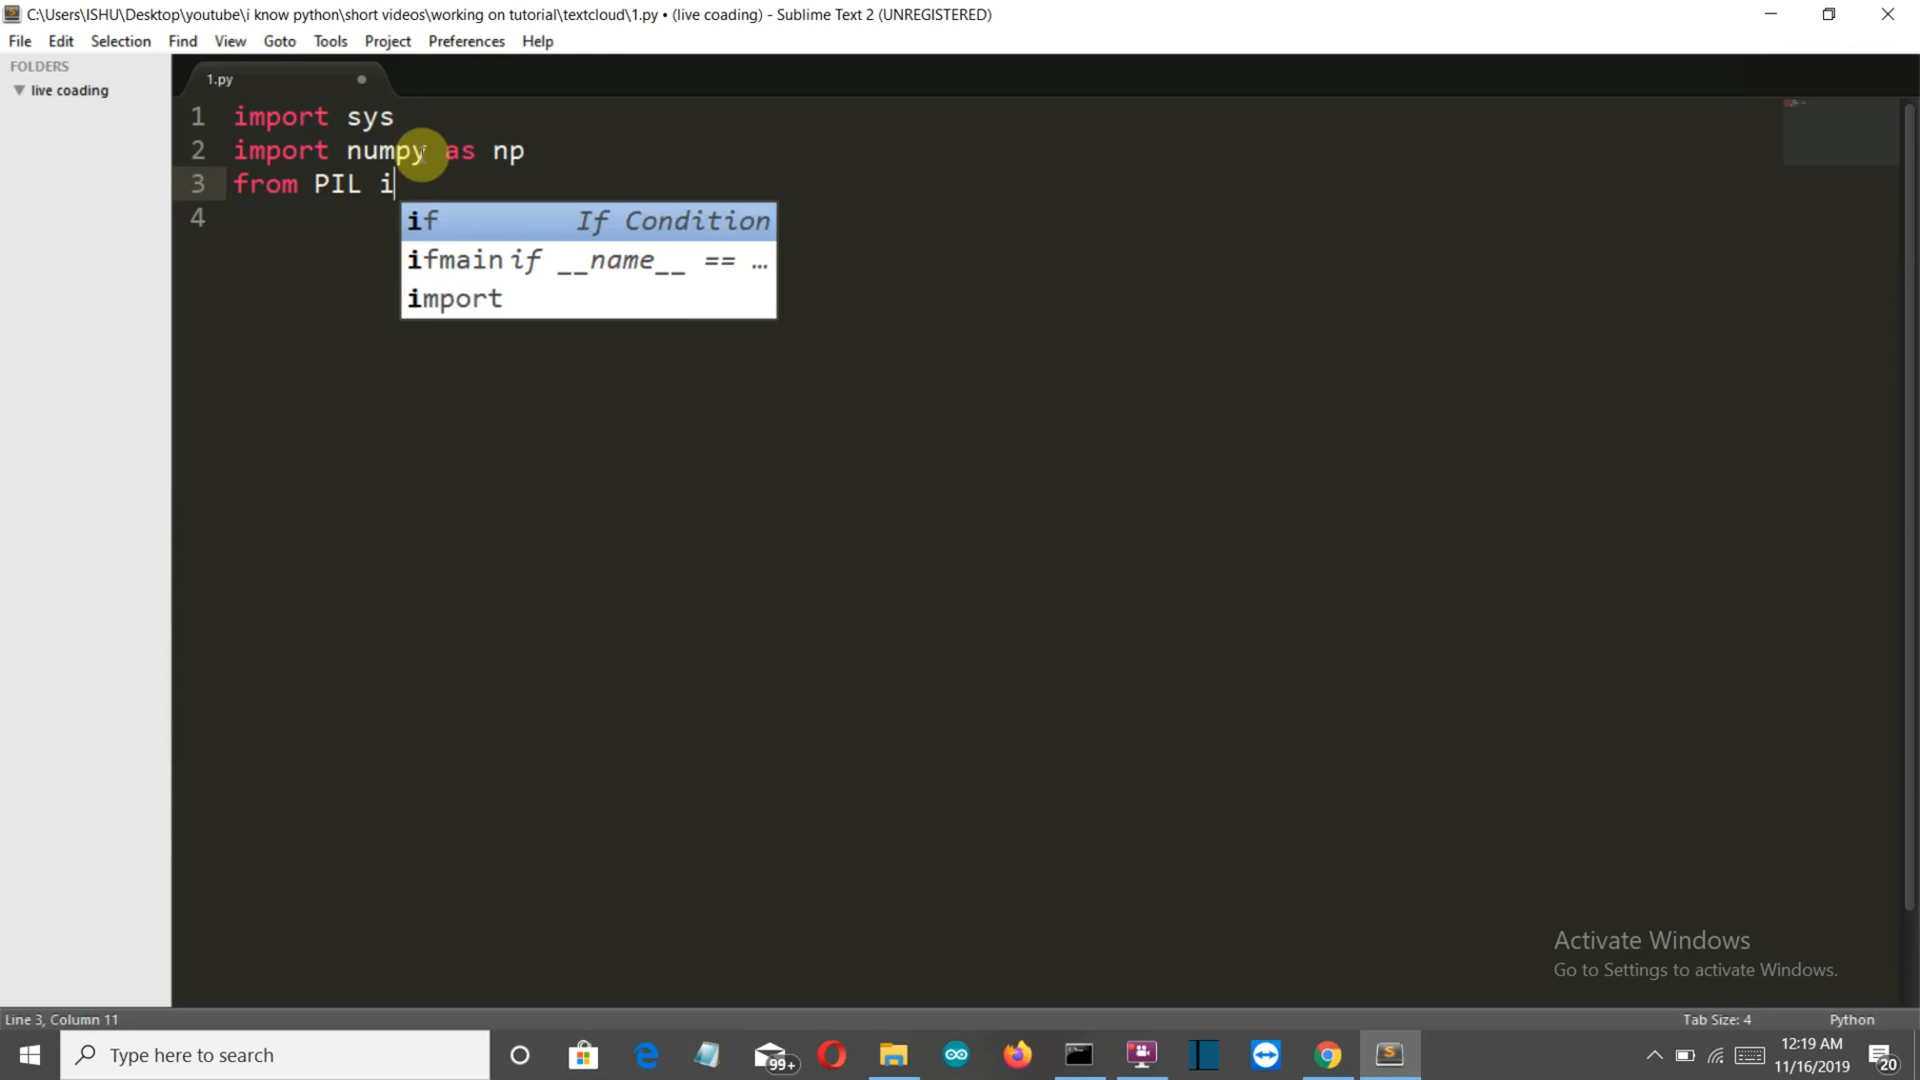 C:\Users\ISHU\Desktop\youtube\i know python\short videos\working on tutorial\textcloud\1.py • (live coading) - Sublime Text 2 (UNREGISTERED)
File Edit Selection Find View Goto Tools Project Preferences Help
FOLDERS
live coading
1.py
1 import sys
2 import numpy as np
3 from PIL i
4
if If Condition
ifmain if __name__ == …
import
Activate Windows
Go to Settings to activate Windows.
Line 3, Column 11
Tab Size: 4 Python
Type here to search
99+
12:19 AM
11/16/2019
20